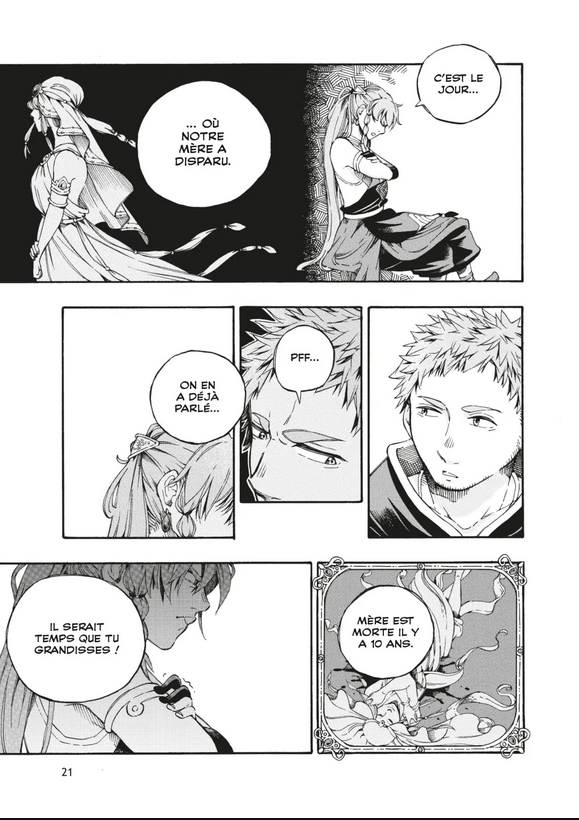 C'EST LE
JOUR...
... OÙ
NOTRE
MÈRE A
DISPARU.
PFF...
ON EN
A DÉJÀ
PARLÉ...
MÈRE EST
MORTE IL Y
A 10 ANS.
IL SERAIT
TEMPS QUE TU
GRANDISSES !
21